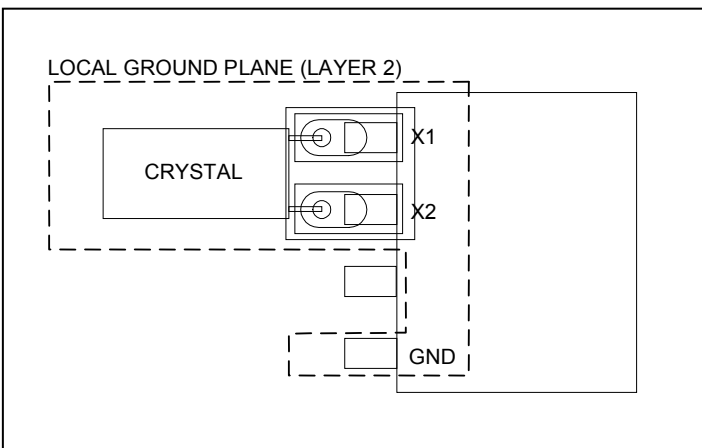 LOCAL GROUND PLANE (LAYER 2)
X1
CRYSTAL
X2
GND